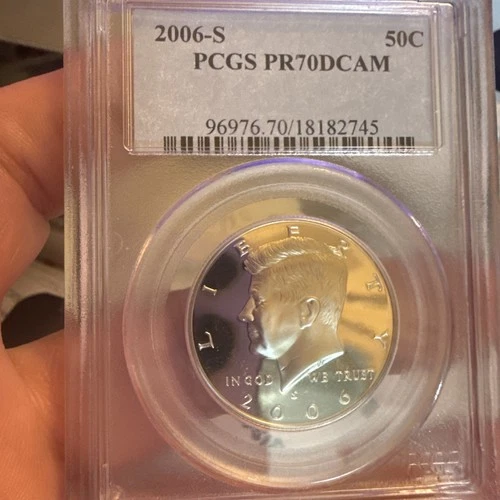 2006-S 50C
PCGS PR70DCAM
96976.70/18182745
LIBERTY
IN GOD WE TRUST
S
2006